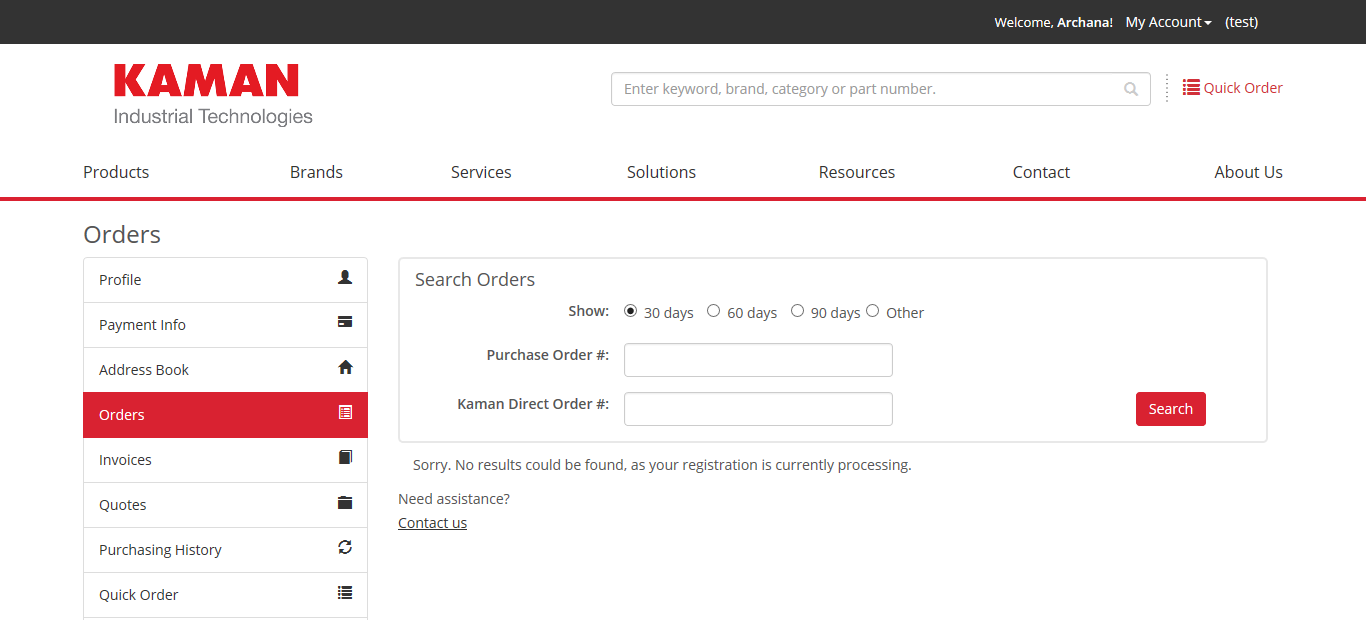 Welcome, Archana! My Account (test)
KAMAN
Industrial Technologies
Enter keyword, brand, category or part number.
Quick Order
Products Brands Services Solutions Resources Contact About Us
Orders
Profile
Payment Info
Address Book
Orders
Invoices
Quotes
Purchasing History
Quick Order
Search Orders
Show: 30 days 60 days 90 days Other
Purchase Order #:
Kaman Direct Order #:
Search
Sorry. No results could be found, as your registration is currently processing.
Need assistance?
Contact us